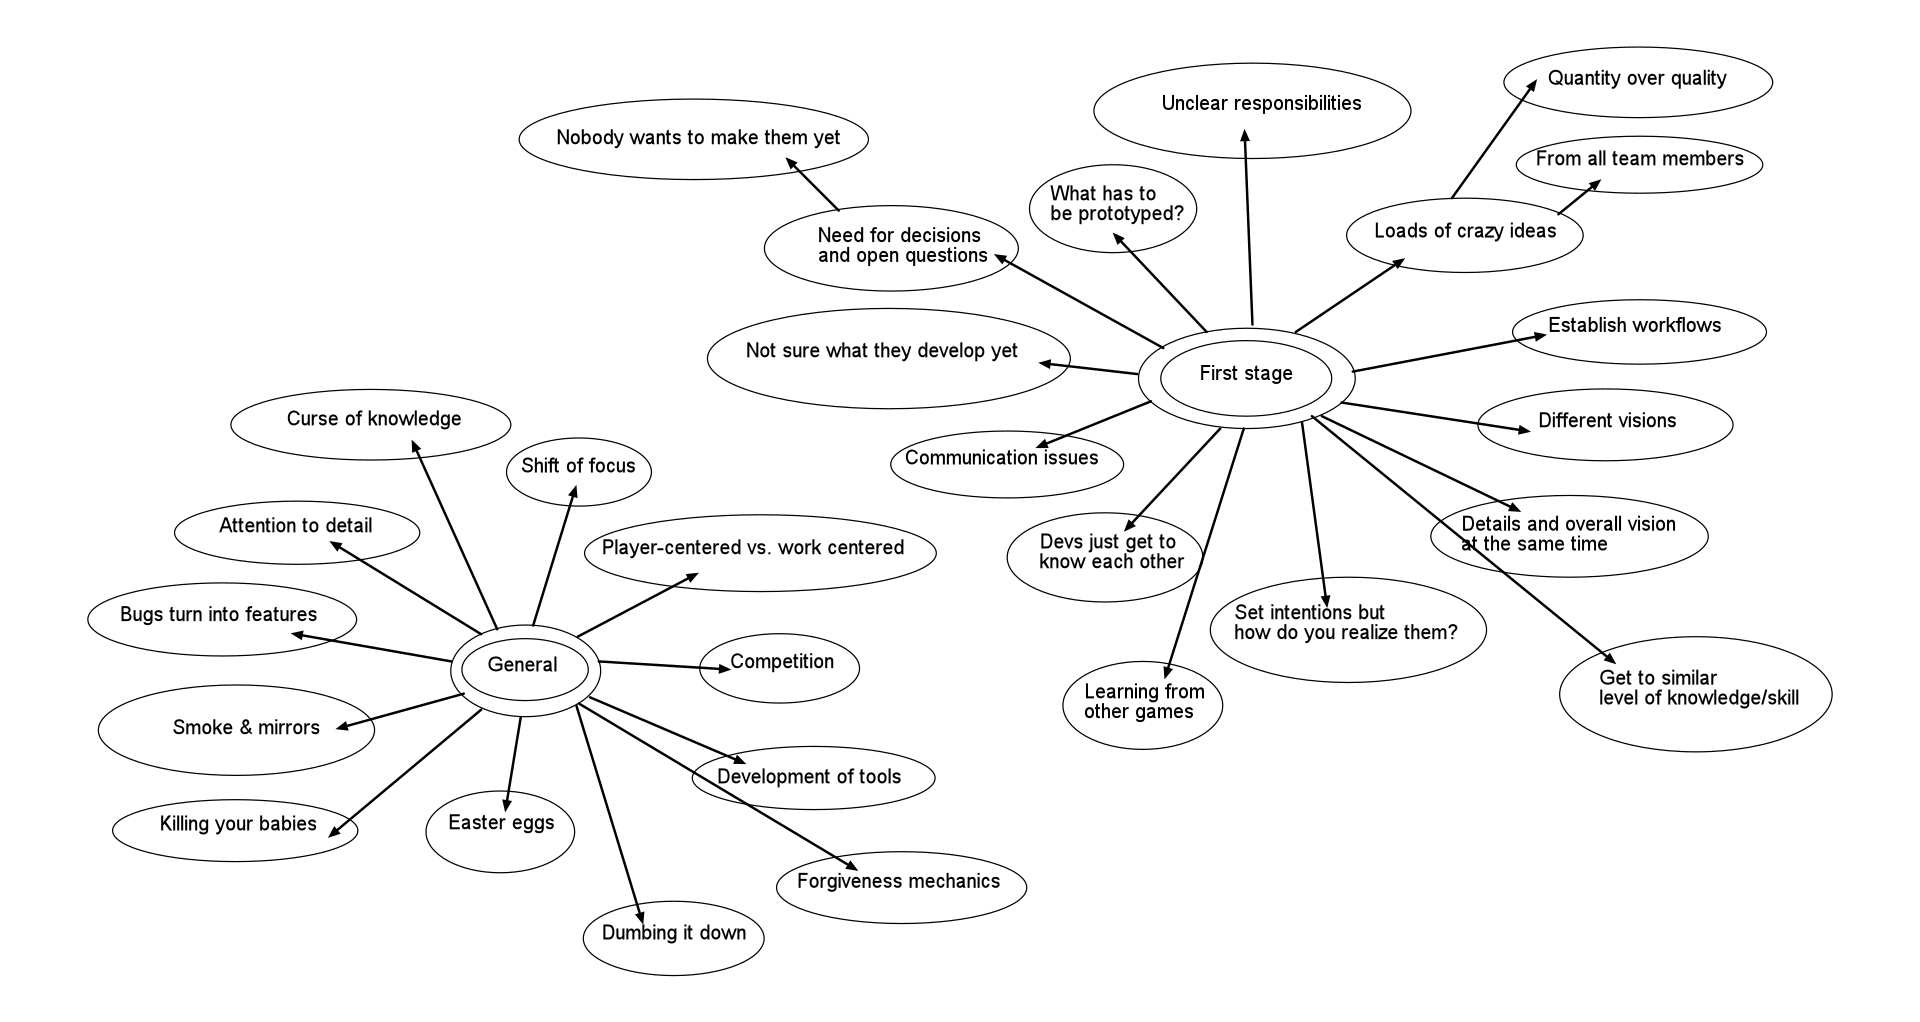 Quantity over quality
Unclear responsibilities
Nobody wants to make them yet
From all team members
What has to
be prototyped?
Loads of crazy ideas
Need for decisions
and open questions
Establish workflows
Not sure what they develop yet
First stage
Different visions
Communication issues
Details and overall vision
at the same time
Devs just get to
know each other
Set intentions but
how do you realize them?
Learning from
other games
Get to similar
level of knowledge/skill
Curse of knowledge
Shift of focus
Attention to detail
Player-centered vs. work centered
Bugs turn into features
General
Competition
Smoke & mirrors
Development of tools
Killing your babies
Easter eggs
Forgiveness mechanics
Dumbing it down